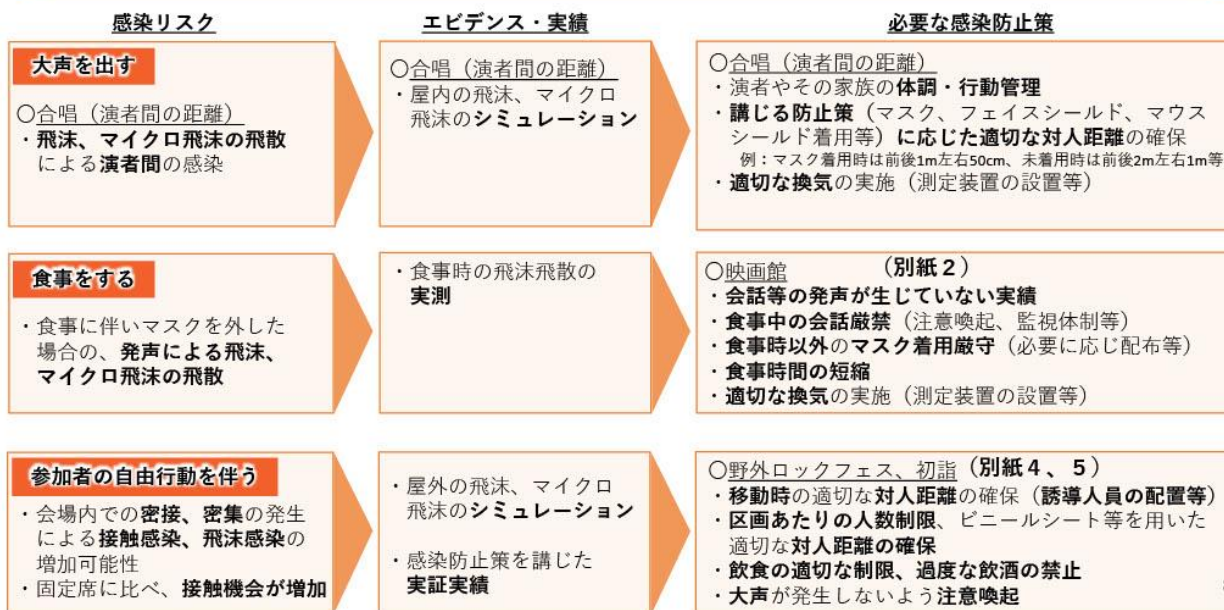 感染リスク
エビデンス・実績
必要な感染防止策
大声を出す
〇合唱（演者間の距離）
・飛沫、マイクロ飛沫の飛散
による演者間の感染
〇合唱（演者間の距離）
・屋内の飛沫、マイクロ
飛沫のシミュレーション
〇合唱（演者間の距離）
・演者やその家族の体調・行動管理
・講じる防止策（マスク、フェイスシールド、マウス
シールド着用等）に応じた適切な対人距離の確保
例：マスク着用時は前後1m左右50cm、未着用時は前後2m左右1m等
・適切な換気の実施（測定装置の設置等）
食事をする
・食事に伴いマスクを外した
場合の、発声による飛沫、
マイクロ飛沫の飛散
・食事時の飛沫飛散の
実測
〇映画館　（別紙２）
・会話等の発声が生じていない実績
・食事中の会話厳禁（注意喚起、監視体制等）
・食事時以外のマスク着用厳守（必要に応じ配布等）
・食事時間の短縮
・適切な換気の実施（測定装置の設置等）
参加者の自由行動を伴う
・会場内での密接、密集の発生
による接触感染、飛沫感染の
増加可能性
・固定席に比べ、接触機会が増加
・屋外の飛沫、マイクロ
飛沫のシミュレーション
・感染防止策を講じた
実証実績
〇野外ロックフェス、初詣（別紙４、５）
・移動時の適切な対人距離の確保（誘導人員の配置等）
・区画あたりの人数制限、ビニールシート等を用いた
適切な対人距離の確保
・飲食の適切な制限、過度な飲酒の禁止
・大声が発生しないよう注意喚起